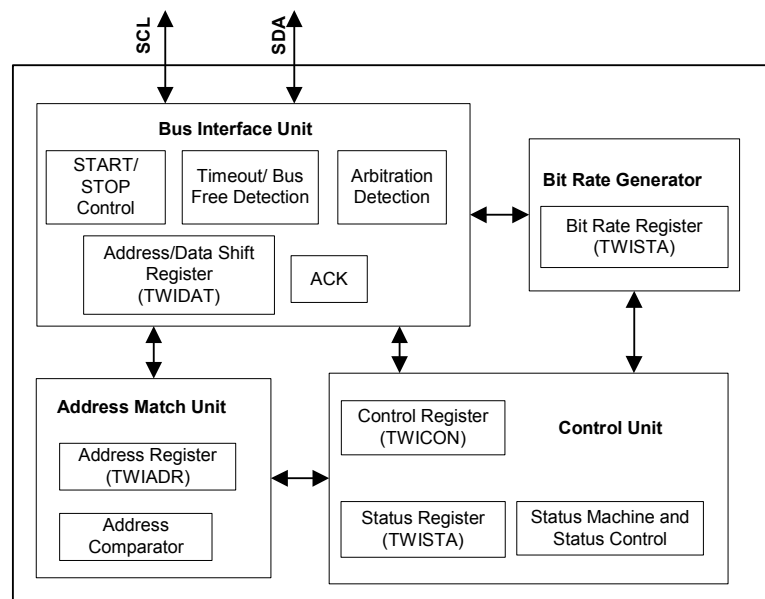 SCL
SDA
Bus Interface Unit
START/
STOP
Control
Timeout/ Bus
Free Detection
Arbitration
Detection
Address/Data Shift
Register
(TWIDAT)
ACK
Bit Rate Generator
Bit Rate Register
(TWISTA)
Address Match Unit
Address Register
(TWIADR)
Address
Comparator
Control Unit
Control Register
(TWICON)
Status Register
(TWISTA)
Status Machine and
Status Control